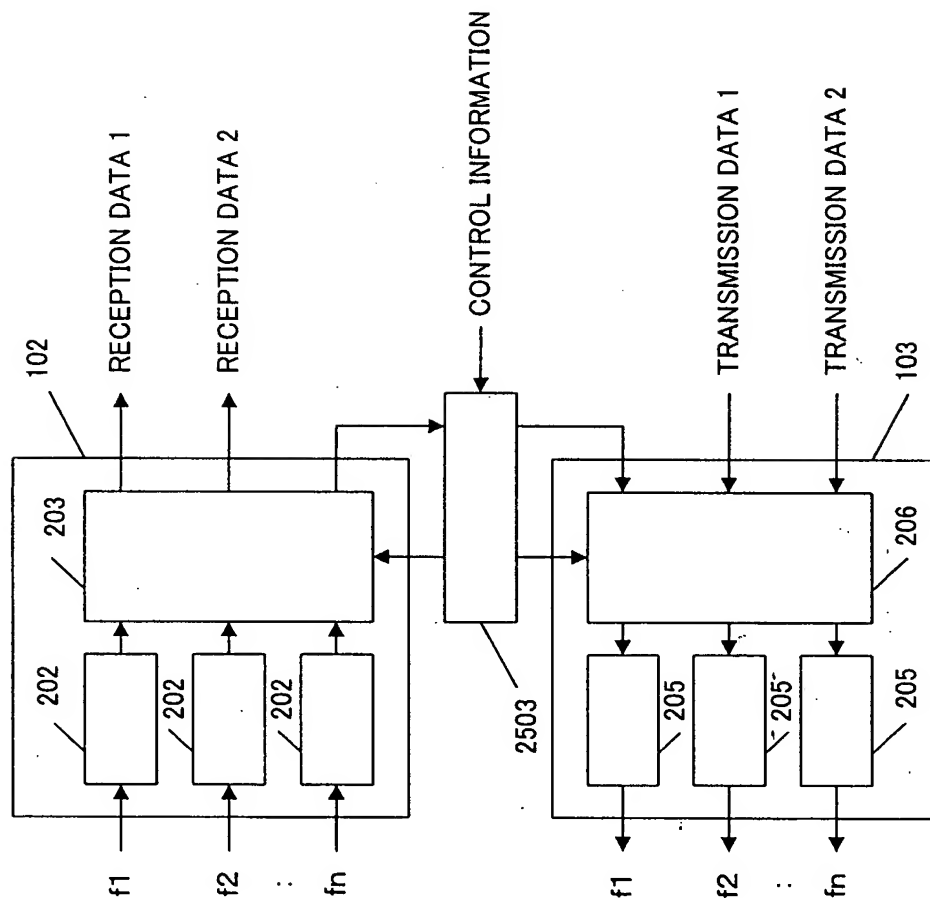 102
203
202
202
202
f1
f2
::
fn
RECEPTION DATA 1
RECEPTION DATA 2
2503
CONTROL INFORMATION
103
206
205
205
205
f1
f2
::
fn
TRANSMISSION DATA 1
TRANSMISSION DATA 2